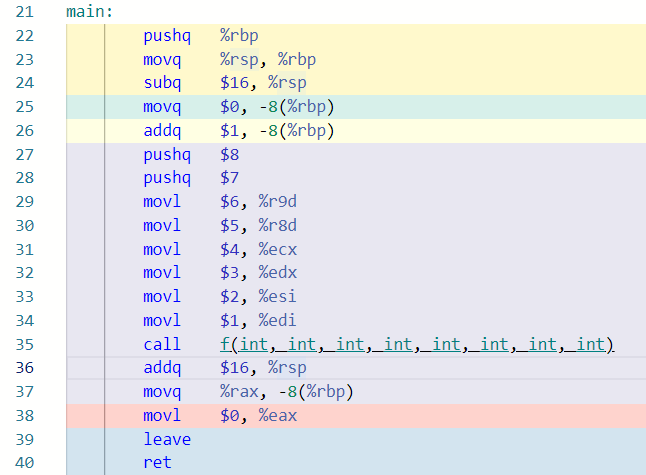 21 main:
22 pushq %rbp
23 movq %rsp, %rbp
24 subq $16, %rsp
25 movq $0, -8(%rbp)
26 addq $1, -8(%rbp)
27 pushq $8
28 pushq $7
29 movl $6, %r9d
30 movl $5, %r8d
31 movl $4, %ecx
32 movl $3, %edx
33 movl $2, %esi
34 movl $1, %edi
35 call f(int, int, int, int, int, int, int, int)
36 addq $16, %rsp
37 movq %rax, -8(%rbp)
38 movl $0, %eax
39 leave
40 ret